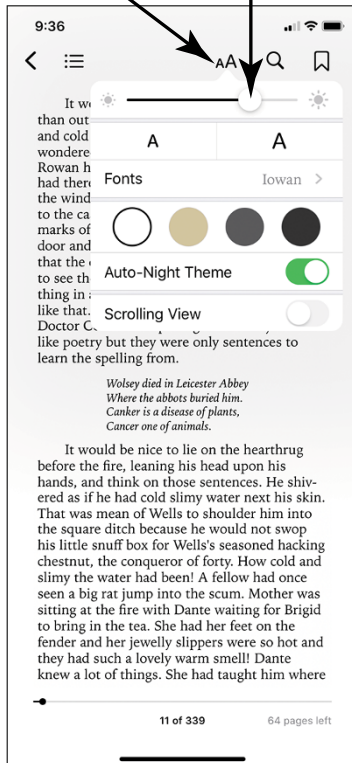 9:36
AA
It w
than out
and cold
A A
wondere
Rowan h
Fonts Iowan >
had there
the wind
to the ca
marks of
door and
that the
Auto-Night Theme
to see th
thing in
like that.
Scrolling View
Doctor C
like poetry but they were only sentences to
learn the spelling from.
Wolsey died in Leicester Abbey
Where the abbots buried him.
Canker is a disease of plants,
Cancer one of animals.
It would be nice to lie on the hearthrug
before the fire, leaning his head upon his
hands, and think on those sentences. He shiv-
ered as if he had cold slimy water next his skin.
That was mean of Wells to shoulder him into
the square ditch because he would not swop
his little snuff box for Wells's seasoned hacking
chestnut, the conqueror of forty. How cold and
slimy the water had been! A fellow had once
seen a big rat jump into the scum. Mother was
sitting at the fire with Dante waiting for Brigid
to bring in the tea. She had her feet on the
fender and her jewelly slippers were so hot and
they had such a lovely warm smell! Dante
knew a lot of things. She had taught him where
11 of 339 64 pages left